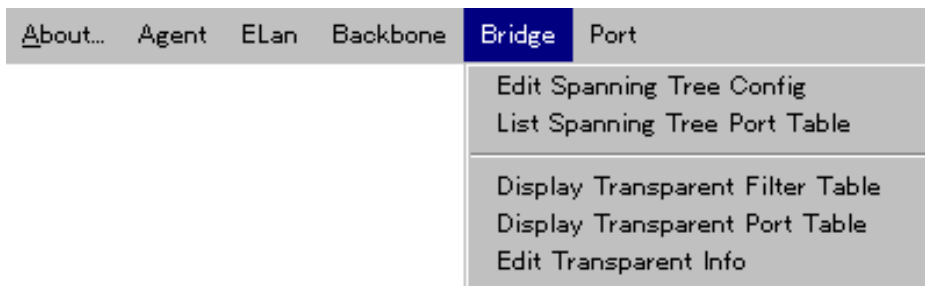 About... Agent ELan Backbone Bridge Port
Edit Spanning Tree Config
List Spanning Tree Port Table
Display Transparent Filter Table
Display Transparent Port Table
Edit Transparent Info